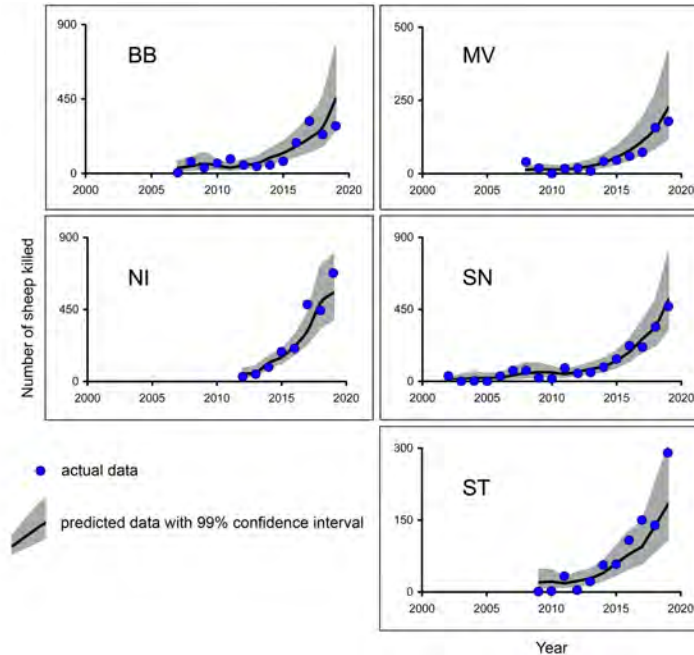 900
BB
450
0
2000 2005 2010 2015 2020
500
MV
250
0
2000 2005 2010 2015 2020
Number of sheep killed
900
NI
450
0
2000 2005 2010 2015 2020
900
SN
450
0
2000 2005 2010 2015 2020
actual data
predicted data with 99% confidence interval
300
ST
150
0
2000 2005 2010 2015 2020
Year